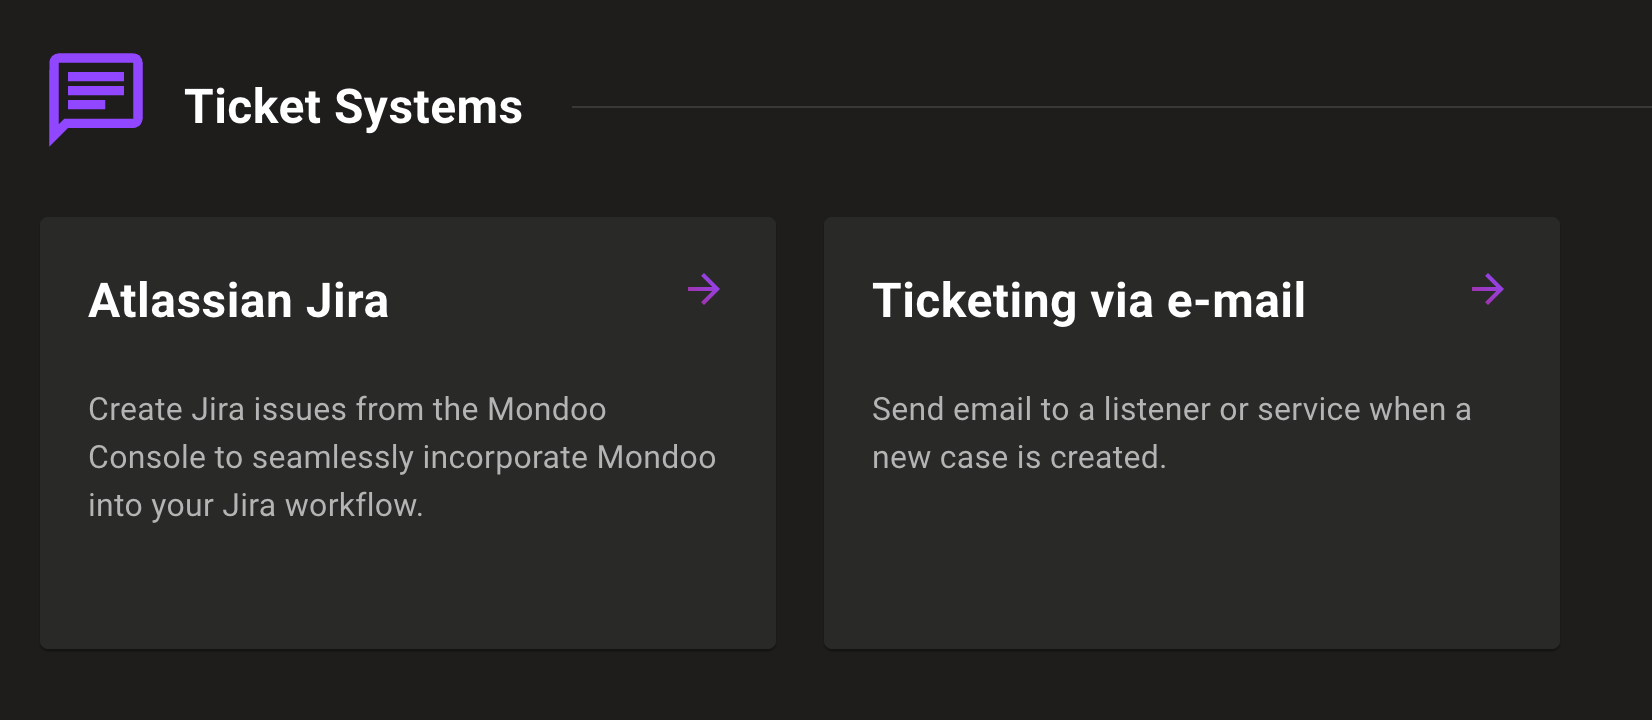 Ticket Systems
Atlassian Jira
Create Jira issues from the Mondoo
Console to seamlessly incorporate Mondoo
into your Jira workflow.
Ticketing via e-mail
Send email to a listener or service when a
new case is created.